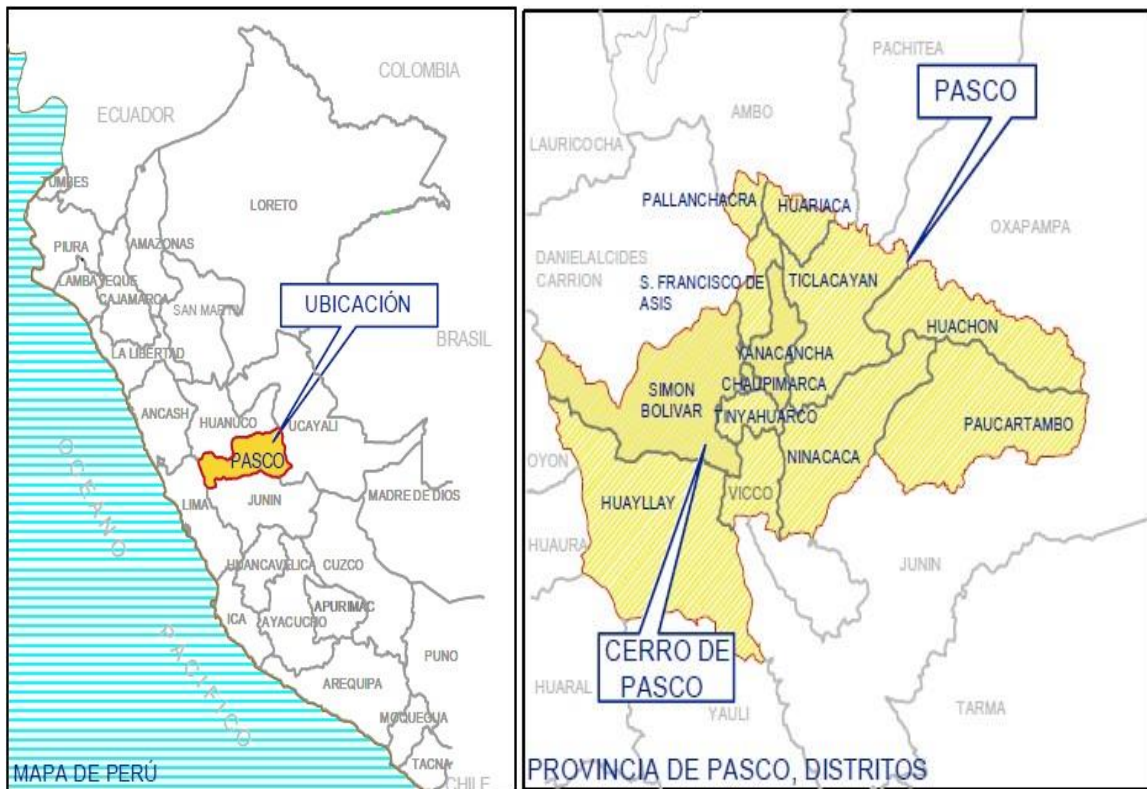 COLOMBIA
ECUADOR
TUMBES
LORETO
PIURA
AMAZONAS
LAMBAYEQUE
CAJAMARCA
SAN MARTIN
UBICACIÓN
BRASIL
LA LIBERTAD
ANCASH
HUANUCO
UCAYALI
PASCO
OCEANO
LIMA
JUNIN
MADRE DE DIOS
HUANCAVELICA
CUZCO
ICA
AYACUCHO
APURIMAC
PACIFICO
PUNO
AREQUIPA
MOQUEGUA
TACNA
CHILE
MAPA DE PERÚ
PACHITEA
PASCO
AMBO
LAURICOCHA
PALLANCHACRA
HUARIACA
OXAPAMPA
DANIELALCIDES
CARRION
S. FRANCISCO DE
ASIS
TICLACAYAN
HUACHON
YANACANCHA
CHAUPIMARCA
SIMON
BOLIVAR
TINYAHUARCO
PAUCARTAMBO
OYON
NINACACA
HUAYLLAY
VICCO
HUAURA
JUNIN
CERRO DE
PASCO
HUARAL
YAULI
TARMA
PROVINCIA DE PASCO, DISTRITOS